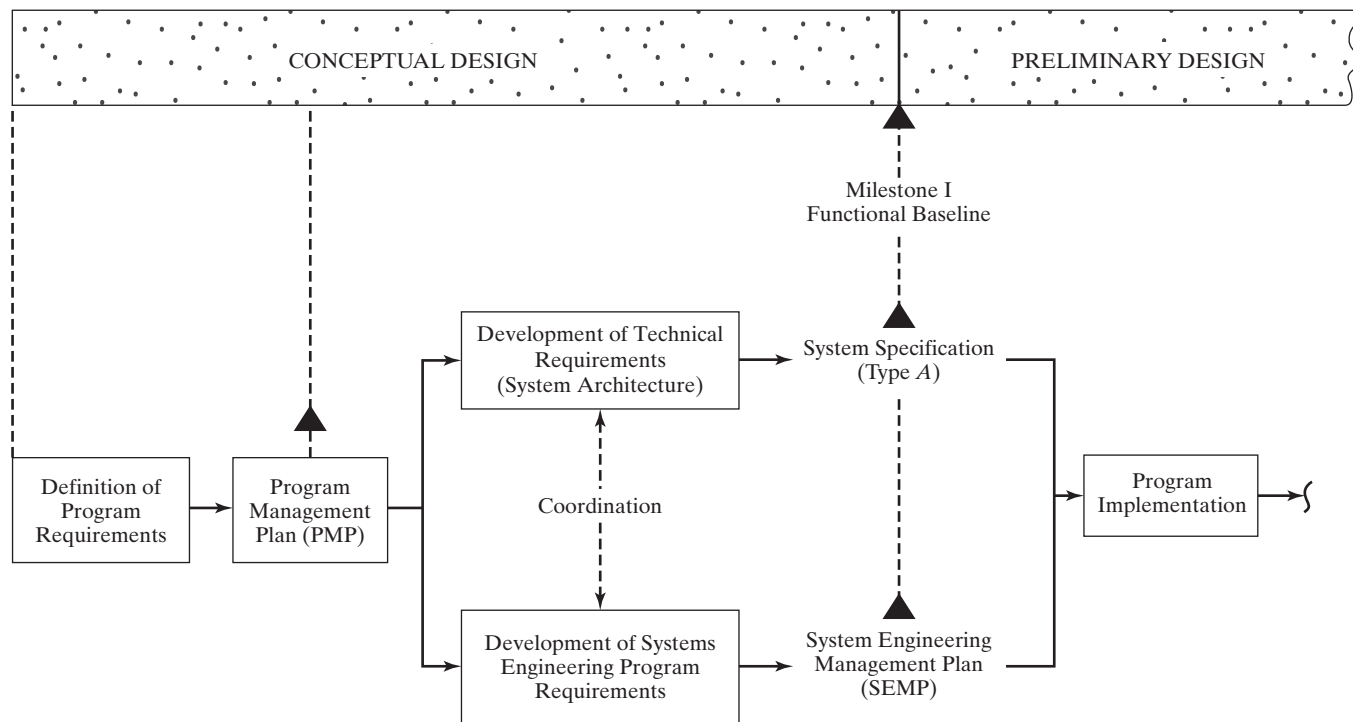 CONCEPTUAL DESIGN
PRELIMINARY DESIGN
Milestone I
Functional Baseline
Development of Technical
Requirements
(System Architecture)
System Specification
(Type A)
Definition of
Program
Requirements
Program
Management
Plan (PMP)
Coordination
Program
Implementation
Development of Systems
Engineering Program
Requirements
System Engineering
Management Plan
(SEMP)